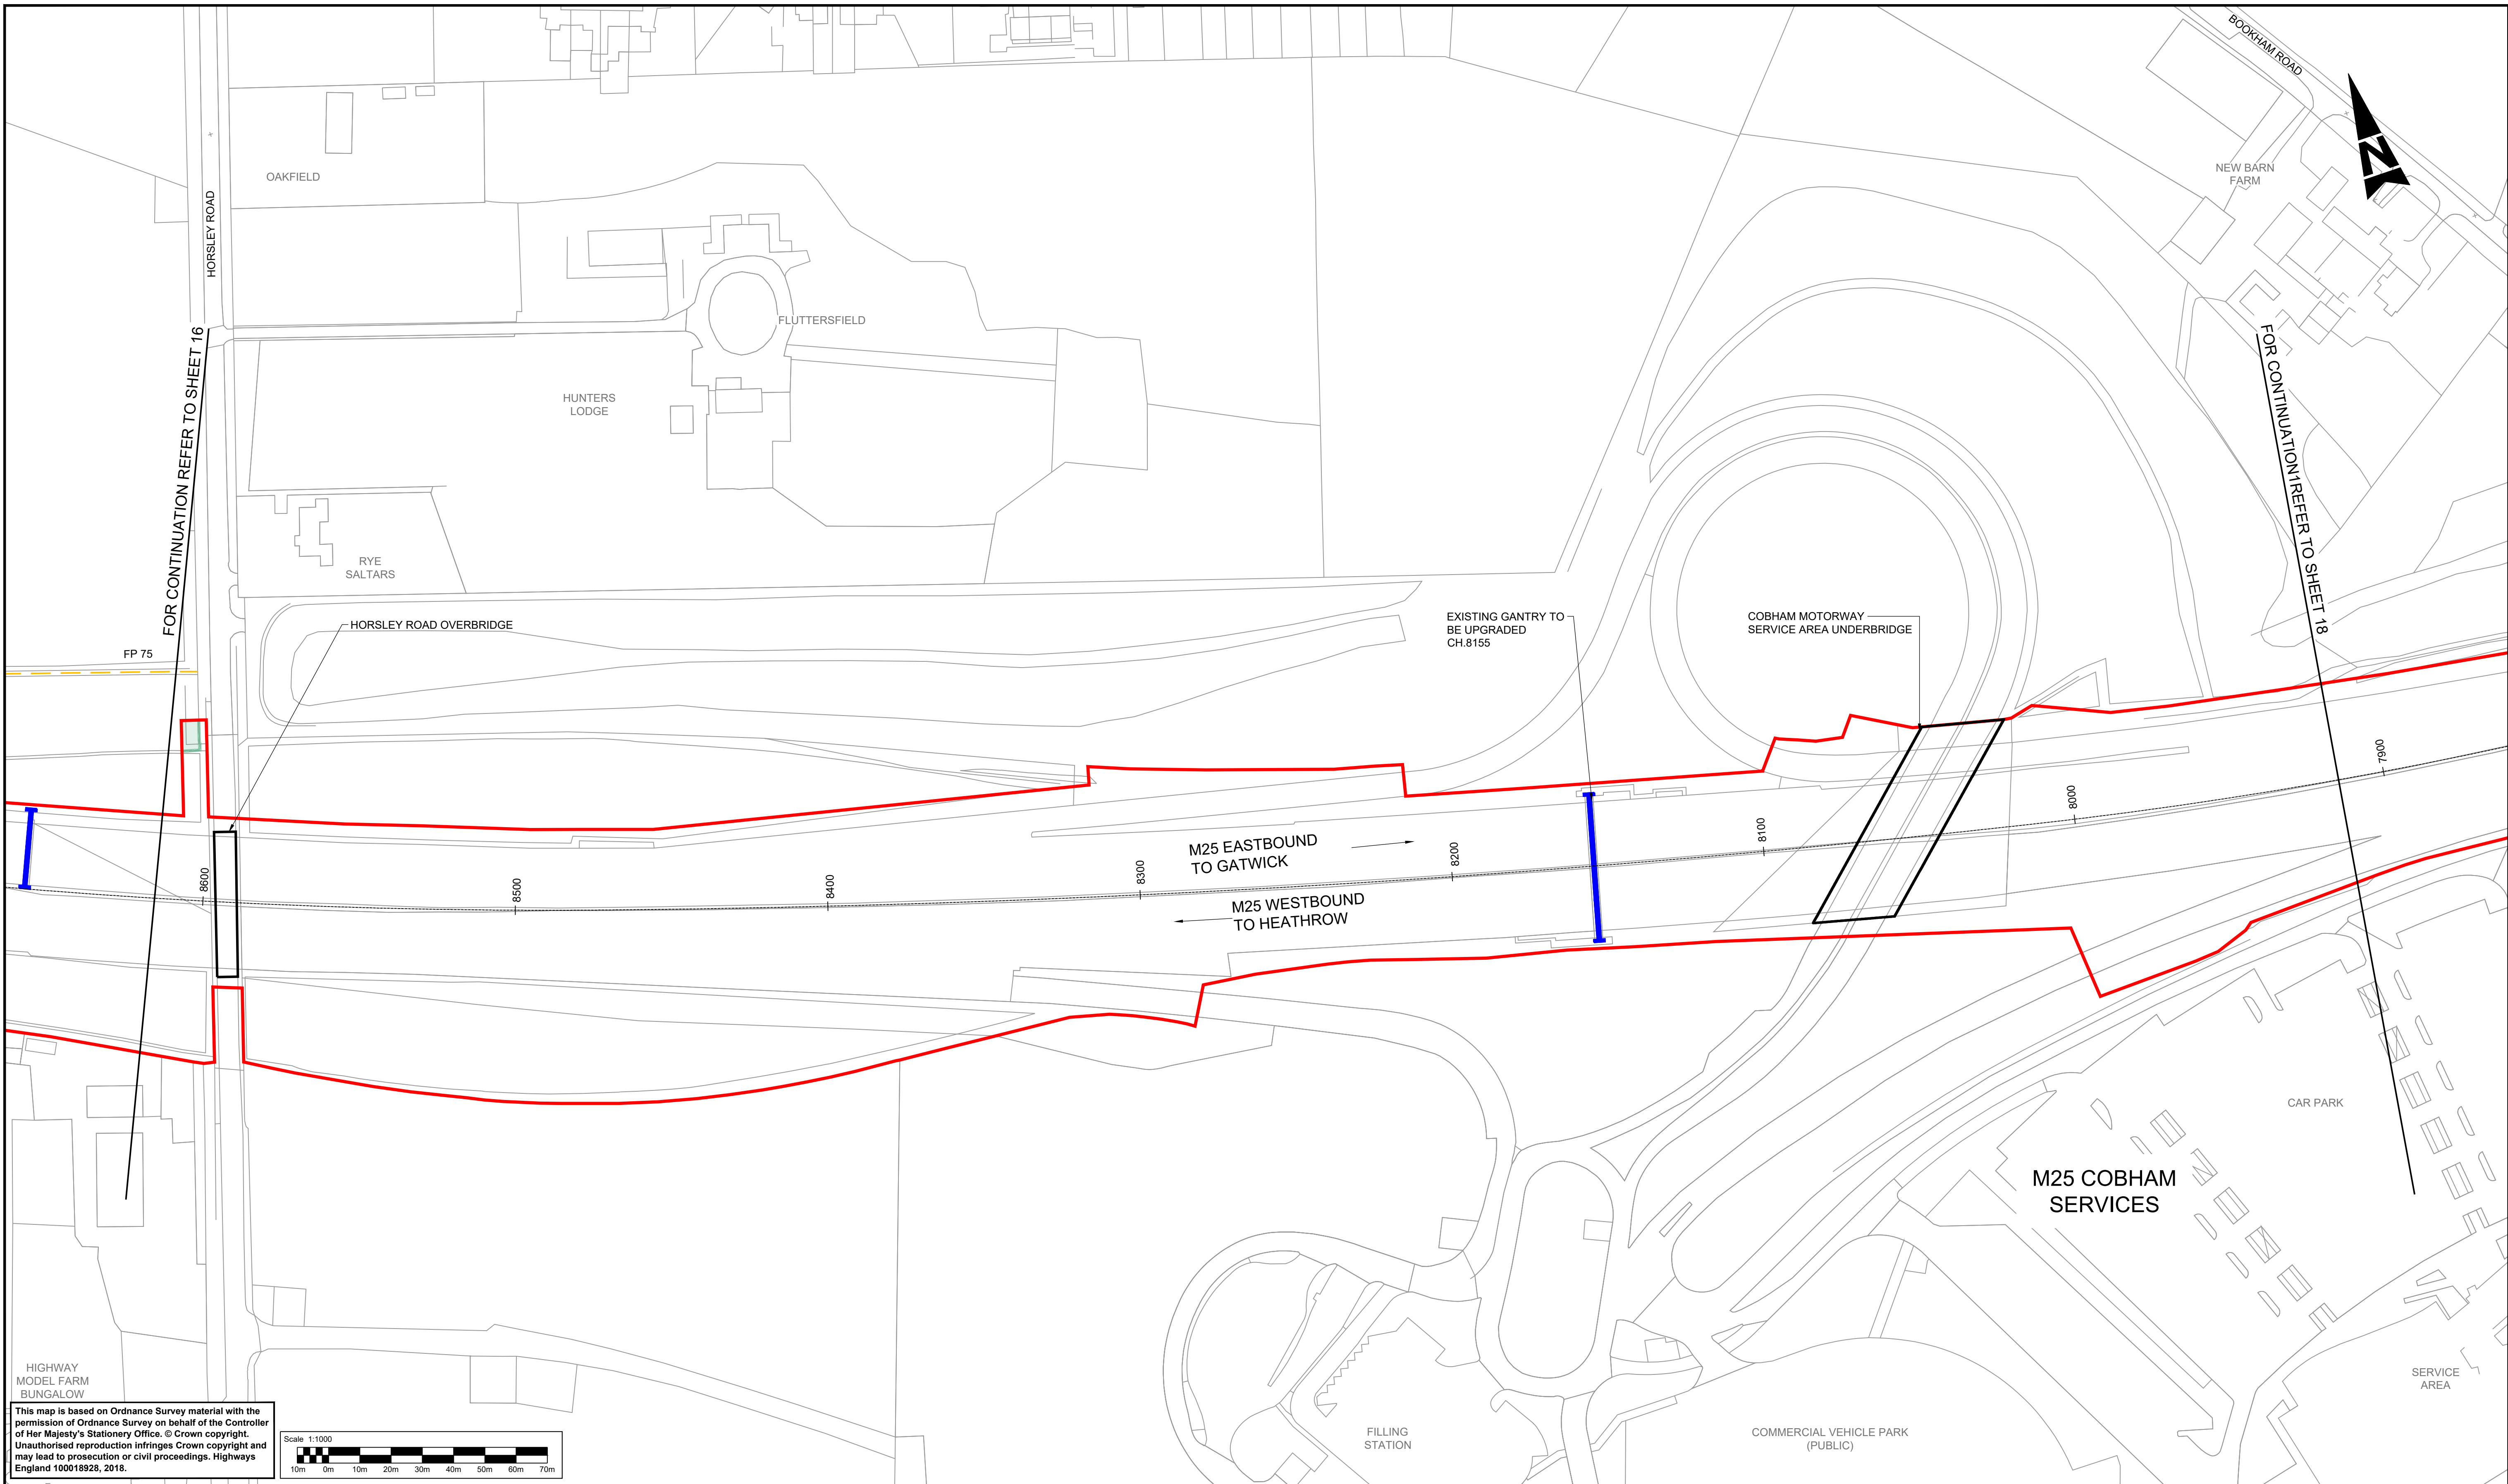 BOOKHAM ROAD
N
NEW BARN
FARM
OAKFIELD
HORSLEY ROAD
FLUTTERSFIELD
HUNTERS
LODGE
FOR CONTINUATION REFER TO SHEET 16
FOR CONTINUATION1REFER TO SHEET 18
RYE
SALTARS
HORSLEY ROAD OVERBRIDGE
EXISTING GANTRY TO
BE UPGRADED
CH.8155
COBHAM MOTORWAY
SERVICE AREA UNDERBRIDGE
FP 75
8600
8500
8400
8300
8200
8100
8000
7900
M25 EASTBOUND
TO GATWICK
M25 WESTBOUND
TO HEATHROW
CAR PARK
M25 COBHAM
SERVICES
HIGHWAY
MODEL FARM
BUNGALOW
SERVICE
AREA
FILLING
STATION
COMMERCIAL VEHICLE PARK
(PUBLIC)
This map is based on Ordnance Survey material with the
permission of Ordnance Survey on behalf of the Controller
of Her Majesty's Stationery Office. © Crown copyright.
Unauthorised reproduction infringes Crown copyright and
may lead to prosecution or civil proceedings. Highways
England 100018928, 2018.
Scale 1:1000
10m 0m 10m 20m 30m 40m 50m 60m 70m